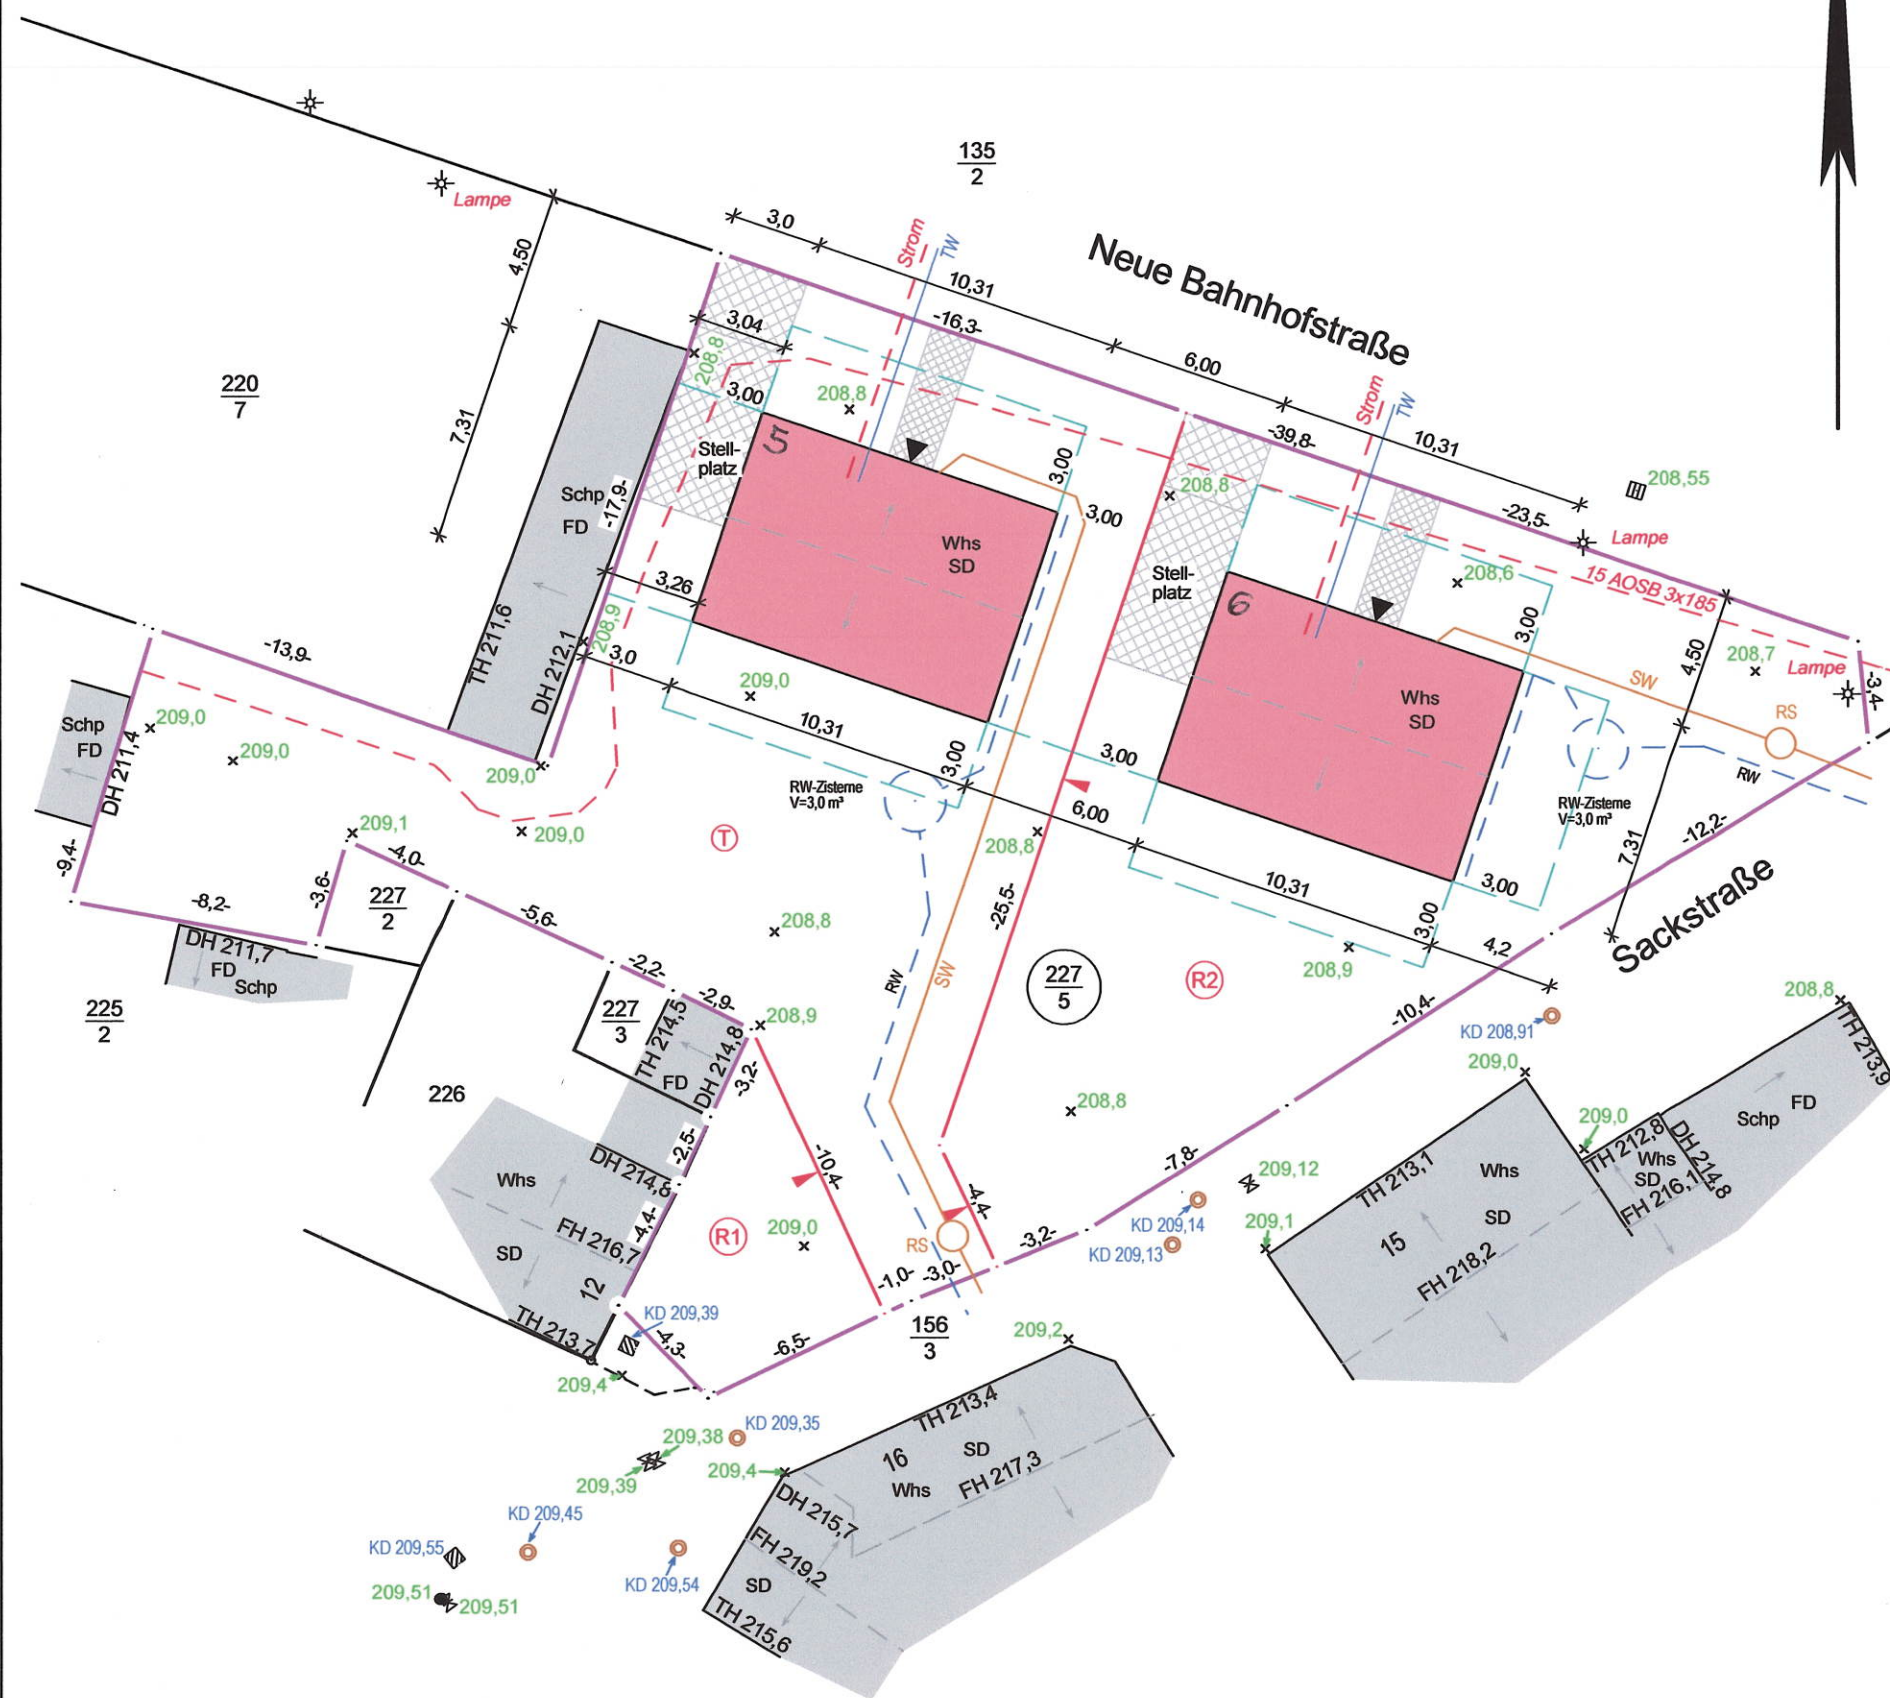 135
2
Lampe
3,0
Strom
TW
Neue Bahnhofstraße
4,50
10,31
-16,3-
3,04
6,00
220
7
208,8
3,00
208,8
Strom
TW
-39,8-
10,31
7,31
5
Stell-
platz
3,00
208,8
208,55
Schp
FD
-17,9-
3,00
-23,5-
Lampe
Whs
SD
Stell-
platz
208,6
15 AOSB 3x185
3,26
6
TH 211,6
208,9
3,00
4,50
208,7
Lampe
-13,9-
DH 212,1
3,0
209,0
SW
-3,4-
Whs
SD
RS
Schp
FD
209,0
209,0
DH 211,4
10,31
3,00
3,00
209,0
RW-Zisterne
V=3,0 m³
RW
RW-Zisterne
V=3,0 m³
6,00
-12,2-
209,1
209,0
T
208,8
7,31
-9,4-
-4,0-
-3,6-
227
2
10,31
3,00
-8,2-
-5,6-
-25,5-
3,00
Sackstraße
208,8
4,2
DH 211,7
FD
Schp
-2,2-
RW
SW
227
5
R2
208,9
-2,9-
225
2
227
3
TH 214,5
208,9
-10,4-
KD 208,91
208,8
DH 214,8
TH 213,9
FD
-3,2-
209,0
226
208,8
209,0
Schp
FD
-2,5-
-10,4-
-7,8-
TH 212,8
DH 214,8
Whs
SD
FH 216,1
Whs
DH 214,8
209,12
TH 213,1
Whs
SD
-4,4-
4,4-
KD 209,14
FH 216,7
R1
209,0
209,1
SD
RS
-3,2-
KD 209,13
15
FH 218,2
12
-1,0-
-3,0-
TH 213,7
KD 209,39
-4,3-
-6,5-
156
3
209,2
209,4
TH 213,4
KD 209,35
209,38
16
SD
209,39
209,4
Whs
FH 217,3
DH 215,7
KD 209,45
KD 209,55
FH 219,2
KD 209,54
SD
209,51
209,51
TH 215,6